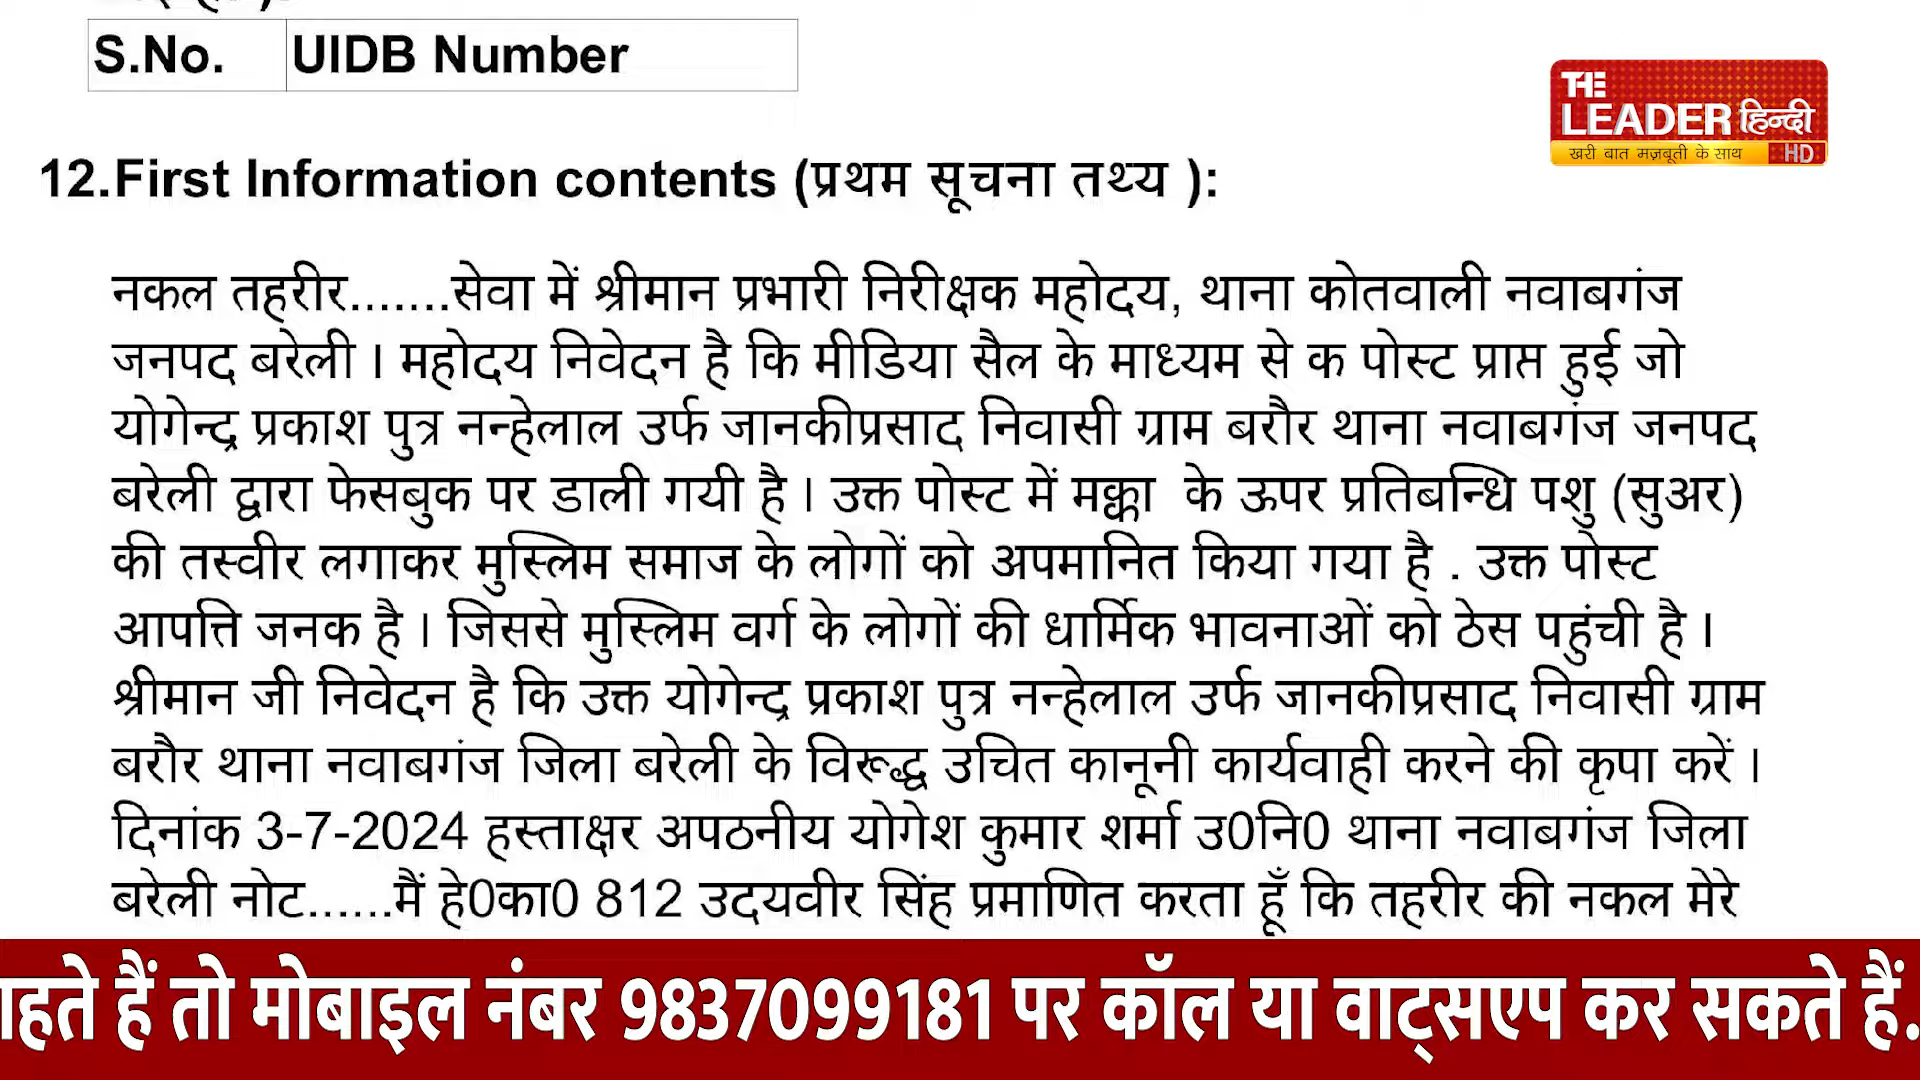 S.No. UIDB Number
THE
LEADER हिन्दी
खरी बात मज़बूती के साथ HD
12.First Information contents (प्रथम सूचना तथ्य ):
नकल तहरीर.......सेवा में श्रीमान प्रभारी निरीक्षक महोदय, थाना कोतवाली नवाबगंज
जनपद बरेली । महोदय निवेदन है कि मीडिया सैल के माध्यम से क पोस्ट प्राप्त हुई जो
योगेन्द्र प्रकाश पुत्र नन्हेलाल उर्फ जानकीप्रसाद निवासी ग्राम बरौर थाना नवाबगंज जनपद
बरेली द्वारा फेसबुक पर डाली गयी है । उक्त पोस्ट में मक्का के ऊपर प्रतिबन्धि पशु (सुअर)
की तस्वीर लगाकर मुस्लिम समाज के लोगों को अपमानित किया गया है . उक्त पोस्ट
आपत्ति जनक है । जिससे मुस्लिम वर्ग के लोगों की धार्मिक भावनाओं को ठेस पहुंची है ।
श्रीमान जी निवेदन है कि उक्त योगेन्द्र प्रकाश पुत्र नन्हेलाल उर्फ जानकीप्रसाद निवासी ग्राम
बरौर थाना नवाबगंज जिला बरेली के विरूद्ध उचित कानूनी कार्यवाही करने की कृपा करें ।
दिनांक 3-7-2024 हस्ताक्षर अपठनीय योगेश कुमार शर्मा उ0नि0 थाना नवाबगंज जिला
बरेली नोट......मैं हे0का0 812 उदयवीर सिंह प्रमाणित करता हूँ कि तहरीर की नकल मेरे
हते हैं तो मोबाइल नंबर 9837099181 पर कॉल या वाट्सएप कर सकते हैं.